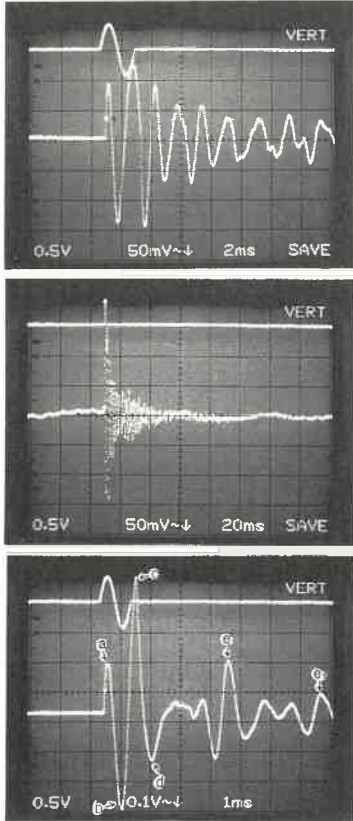 VERT
0.5V 50mV~↓ 2ms SAVE
VERT
0.5V 50mV~↓ 20ms SAVE
VERT
a
d
b
0.5V 0.1V~↓ 1ms